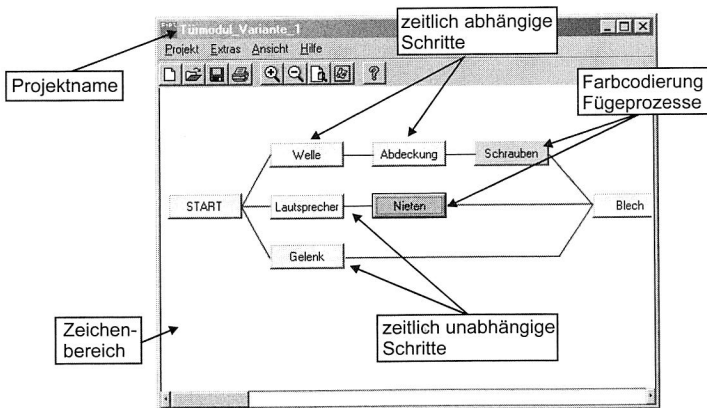 Türmodul_Variante_1
zeitlich abhängige
Schritte
Projekt Extras Ansicht Hilfe
Projektname
Farbcodierung
Fügeprozesse
Welle
Abdeckung
Schrauben
START
Lautsprecher
Nieten
Blech
Gelenk
Zeichen-
bereich
zeitlich unabhängige
Schritte